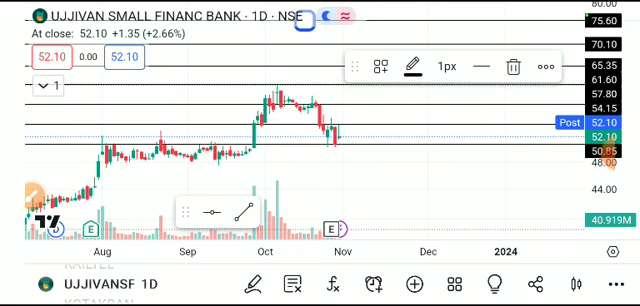 80.00
UJJIVAN SMALL FINANC BANK · 1D · NSE
75.60
At close: 52.10 +1.35 (+2.66%)
70.10
52.10 0.00 52.10
65.35
1px
61.60
1
57.80
54.15
Post 52.10
52.10
50.85
48.00
44.00
40.919M
D E E
Aug Sep Oct Nov Dec 2024
UJJIVANSF 1D